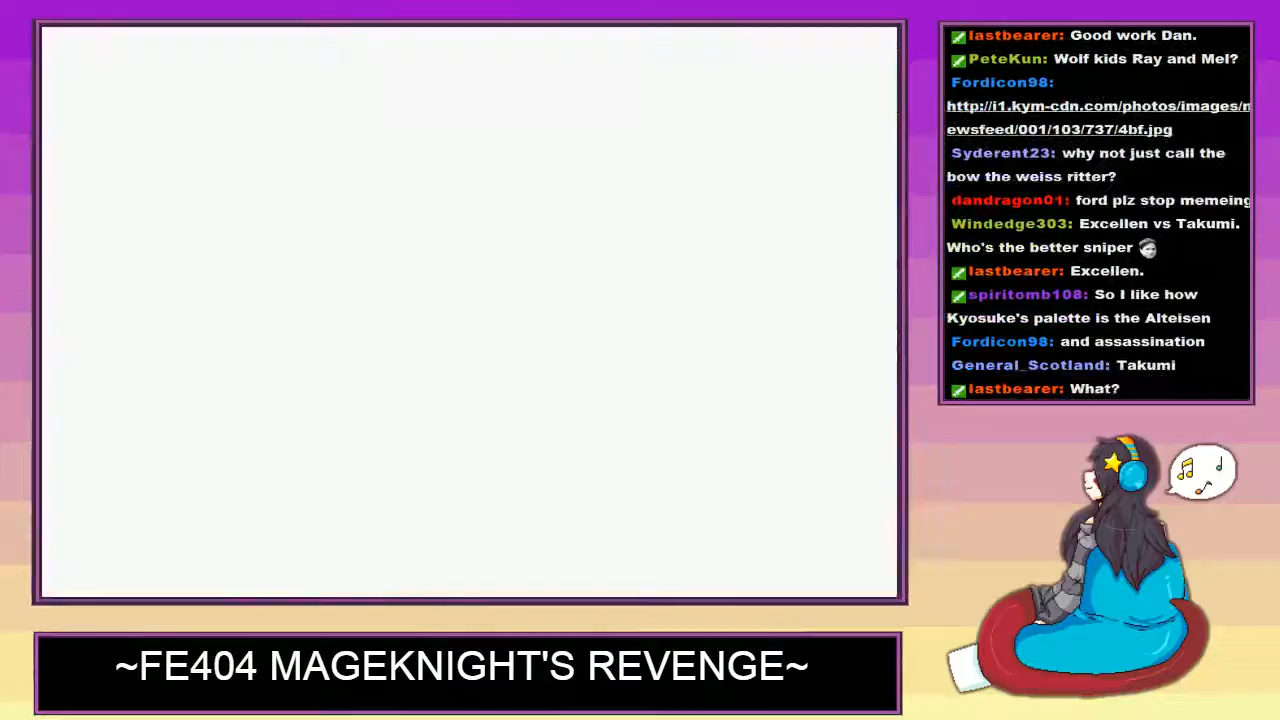 lastbearer: Good work Dan.
PeteKun: Wolf kids Ray and Mel?
Fordicon98:
http://i1.kym-cdn.com/photos/images/n
ewsfeed/001/103/737/4bf.jpg
Syderent23: why not just call the
bow the weiss ritter?
dandragon01: ford plz stop memeing
Windedge303: Excellen vs Takumi.
Who's the better sniper
lastbearer: Excellen.
spiritomb108: So I like how
Kyosuke's palette is the Alteisen
Fordicon98: and assassination
General_Scotland: Takumi
lastbearer: What?
~FE404 MAGEKNIGHT'S REVENGE~